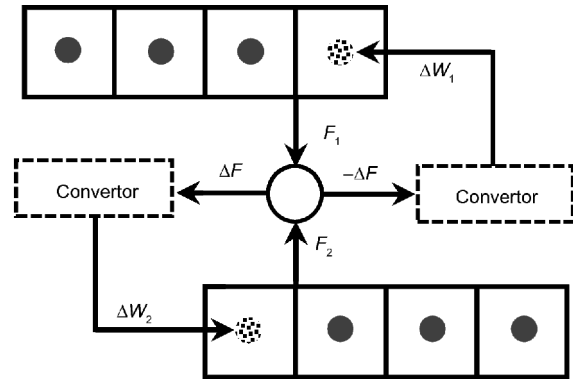 ΔW₁
F₁
ΔF
−ΔF
Convertor
Convertor
F₂
ΔW₂